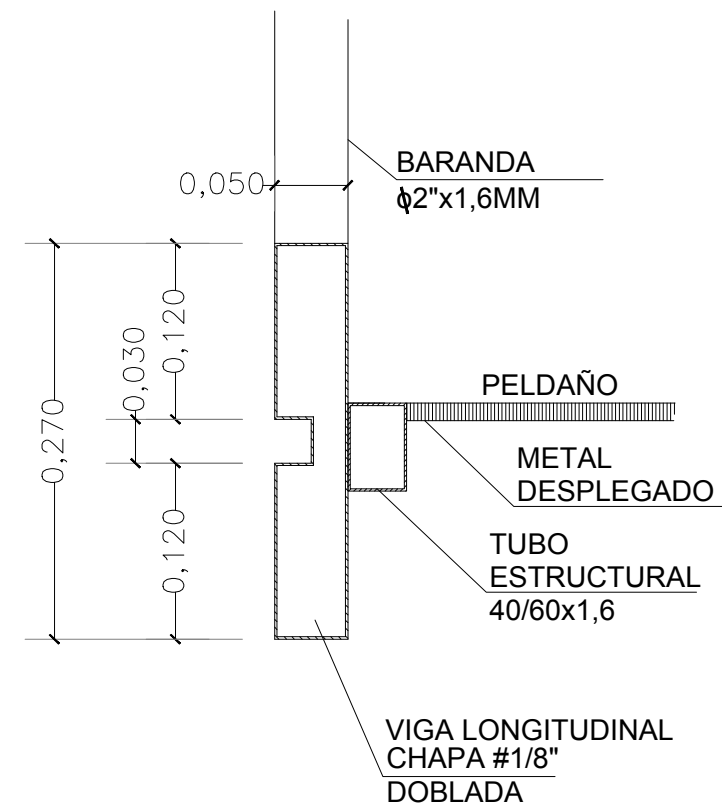 BARANDA
ϕ2"x1,6MM
0,050
0,120
0,030
0,270
0,120
PELDAÑO
METAL
DESPLEGADO
TUBO
ESTRUCTURAL
40/60x1,6
VIGA LONGITUDINAL
CHAPA #1/8"
DOBLADA